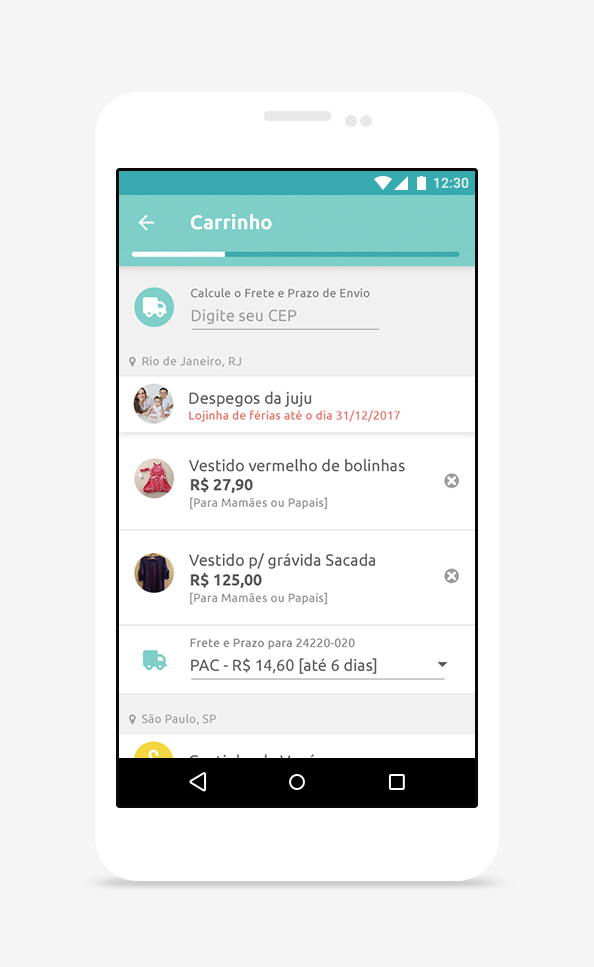 12:30
Carrinho
Calcule o Frete e Prazo de Envio
Digite seu CEP
Rio de Janeiro, RJ
Despegos da juju
Lojinha de férias até o dia 31/12/2017
Vestido vermelho de bolinhas
R$ 27,90
[Para Mamães ou Papais]
Vestido p/ grávida Sacada
R$ 125,00
[Para Mamães ou Papais]
Frete e Prazo para 24220-020
PAC - R$ 14,60 [até 6 dias]
São Paulo, SP